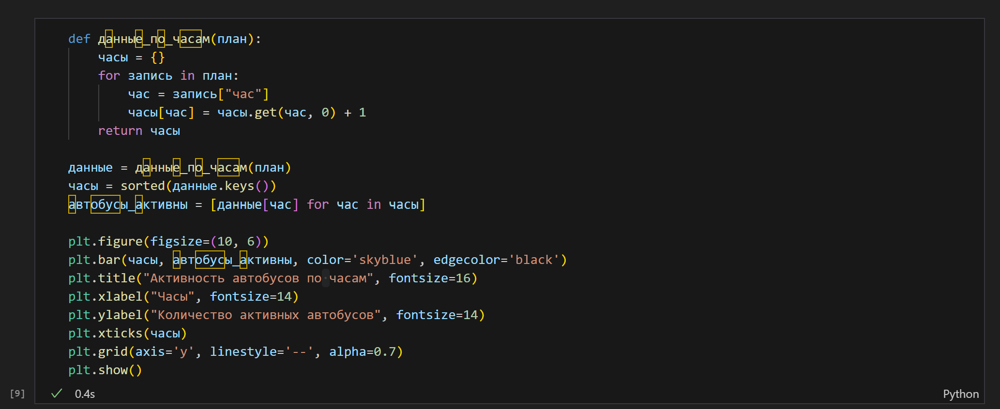 def данные_по_часам(план):
    часы = {}
    for запись in план:
        час = запись["час"]
        часы[час] = часы.get(час, 0) + 1
    return часы

данные = данные_по_часам(план)
часы = sorted(данные.keys())
автобусы_активны = [данные[час] for час in часы]

plt.figure(figsize=(10, 6))
plt.bar(часы, автобусы_активны, color='skyblue', edgecolor='black')
plt.title("Активность автобусов по часам", fontsize=16)
plt.xlabel("Часы", fontsize=14)
plt.ylabel("Количество активных автобусов", fontsize=14)
plt.xticks(часы)
plt.grid(axis='y', linestyle='--', alpha=0.7)
plt.show()
[9] ✓ 0.4s Python